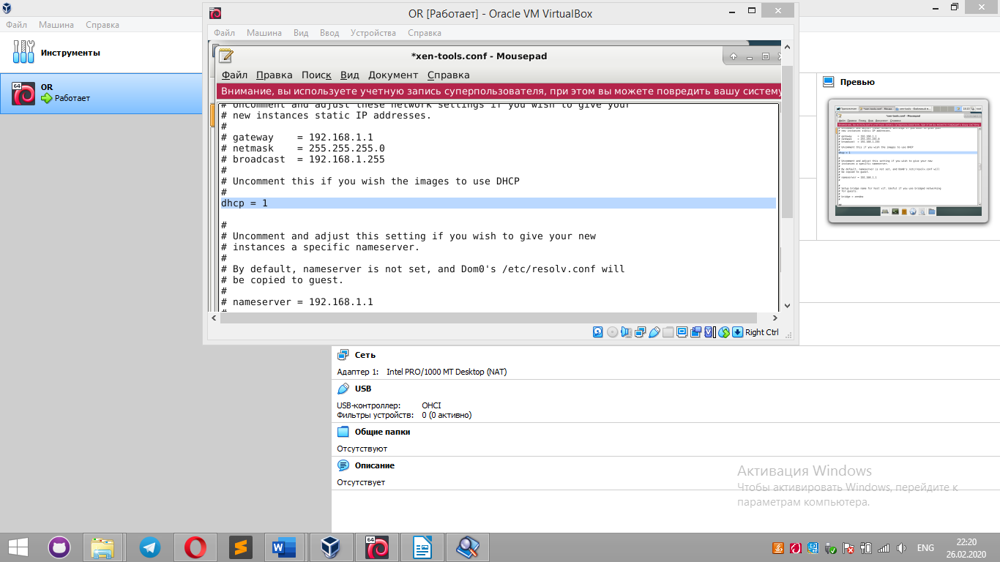 OR [Работает] - Oracle VM VirtualBox
Файл Машина Справка
Файл Машина Вид Ввод Устройства Справка
Инструменты
64
OR
Работает
*xen-tools.conf - Mousepad
Файл Правка Поиск Вид Документ Справка
Внимание, вы используете учетную запись суперпользователя, при этом вы можете повредить вашу систему
# Uncomment and adjust these network settings if you wish to give your
# new instances static IP addresses.
#
# gateway = 192.168.1.1
# netmask = 255.255.255.0
# broadcast = 192.168.1.255
#
# Uncomment this if you wish the images to use DHCP
#
dhcp = 1
#
# Uncomment and adjust this setting if you wish to give your new
# instances a specific nameserver.
#
# By default, nameserver is not set, and Dom0's /etc/resolv.conf will
# be copied to guest.
#
# nameserver = 192.168.1.1
#
Right Ctrl
Превью
Сеть
Адаптер 1: Intel PRO/1000 MT Desktop (NAT)
USB
USB-контроллер: OHCI
Фильтры устройств: 0 (0 активно)
Общие папки
Отсутствуют
Описание
Отсутствует
Активация Windows
Чтобы активировать Windows, перейдите к
параметрам компьютера.
ENG
22:20
26.02.2020